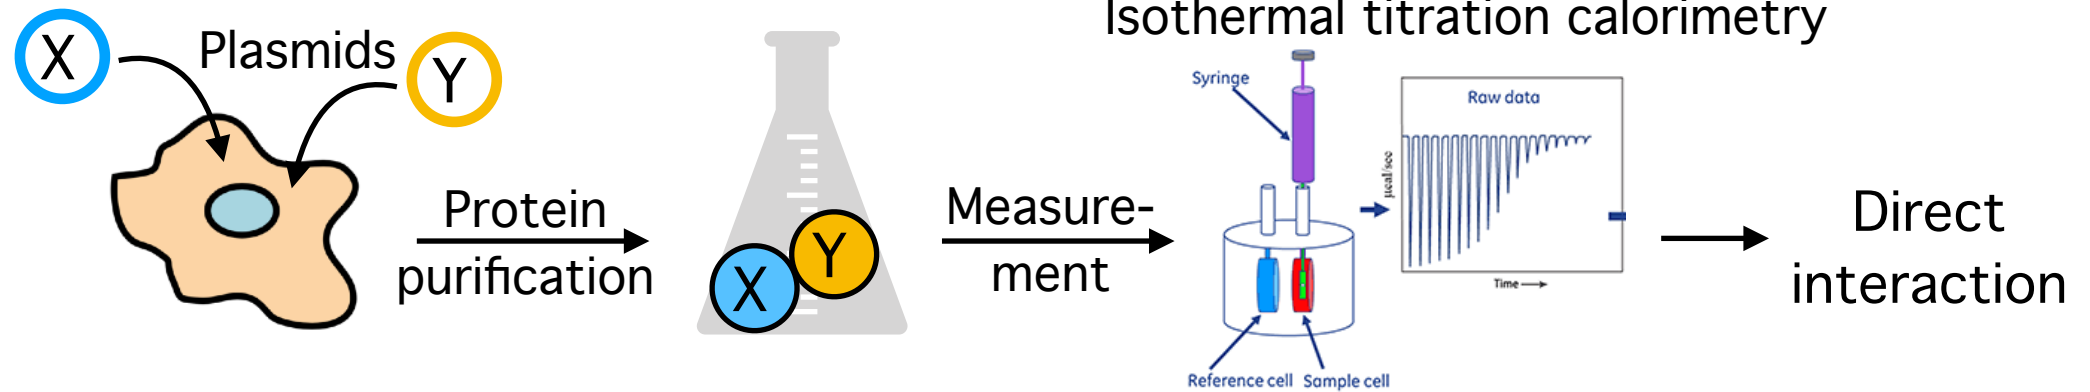 X
Plasmids
Y
Protein
purification
X
Y
Measure-
ment
Isothermal titration calorimetry
Syringe
Raw data
µcal/sec
Time
Reference cell
Sample cell
Direct
interaction